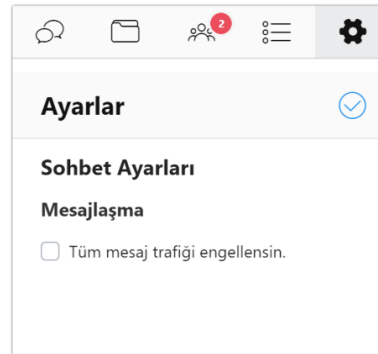 2
Ayarlar
Sohbet Ayarları
Mesajlaşma
Tüm mesaj trafiği engellensin.